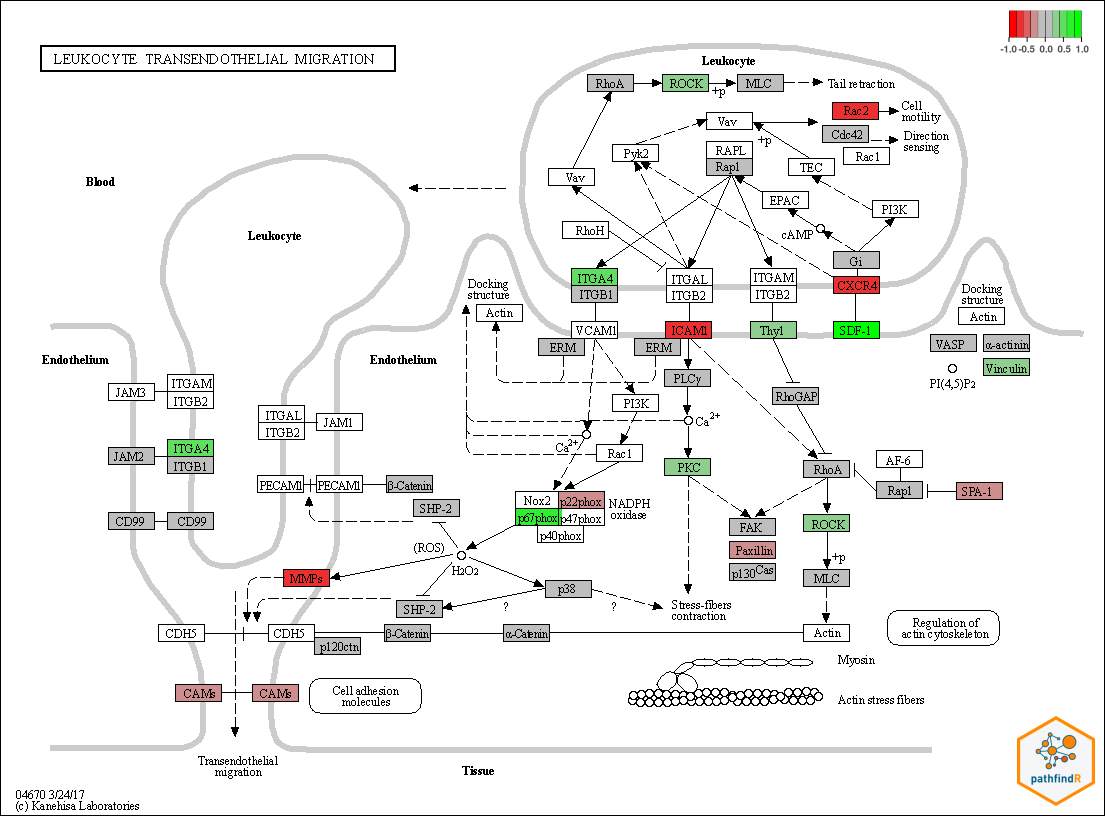 -1.0 -0.5 0.0 0.5 1.0
LEUKOCYTE TRANSENDOTHELIAL MIGRATION
Leukocyte
RhoA
ROCK
+p
MLC
Tail retraction
Vav
+p
Rac2
Cell
motility
Cdc42
Direction
sensing
Rac1
Pyk2
RAPL
Rap1
TEC
Vav
EPAC
PI3K
cAMP
RhoH
Gi
Blood
Leukocyte
ITGA4
ITGB1
ITGAL
ITGB2
ITGAM
ITGB2
CXCR4
Docking
structure
Actin
Docking
structure
Actin
VCAM1
ICAM1
Thy1
SDF-1
ERM
ERM
VASP
α-actinin
Vinculin
PI(4,5)P2
Endothelium
Endothelium
PLCγ
RhoGAP
JAM3
ITGAM
ITGB2
PI3K
ITGAL
ITGB2
JAM1
Ca2+
Ca2+
JAM2
ITGA4
ITGB1
Rac1
PKC
RhoA
AF-6
Rap1
SPA-1
PECAM1
PECAM1
β-Catenin
Nox2
p22phox
p67phox
p47phox
p40phox
NADPH
oxidase
SHP-2
CD99
CD99
FAK
Paxillin
p130Cas
ROCK
+p
MLC
(ROS)
H2O2
MMPs
p38
?
?
SHP-2
Stress-fibers
contraction
CDH5
CDH5
p120ctn
β-Catenin
α-Catenin
Actin
Regulation of
actin cytoskeleton
Myosin
Actin stress fibers
CAMs
CAMs
Cell adhesion
molecules
Transendothelial
migration
Tissue
pathfindR
04670 3/24/17
(c) Kanehisa Laboratories